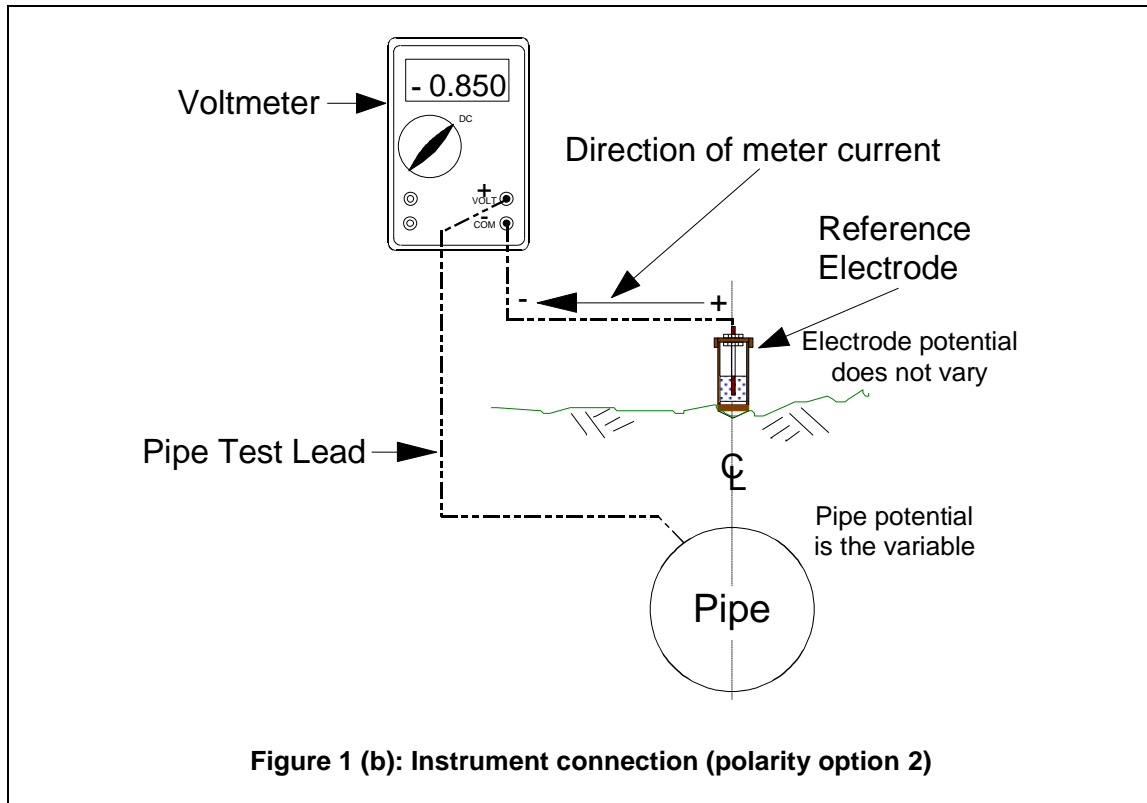 - 0.850
Voltmeter
DC
+
VOLT
-
COM
Direction of meter current
Reference
Electrode
- +
Electrode potential
does not vary
Pipe Test Lead
CL
Pipe potential
is the variable
Pipe
Figure 1 (b): Instrument connection (polarity option 2)